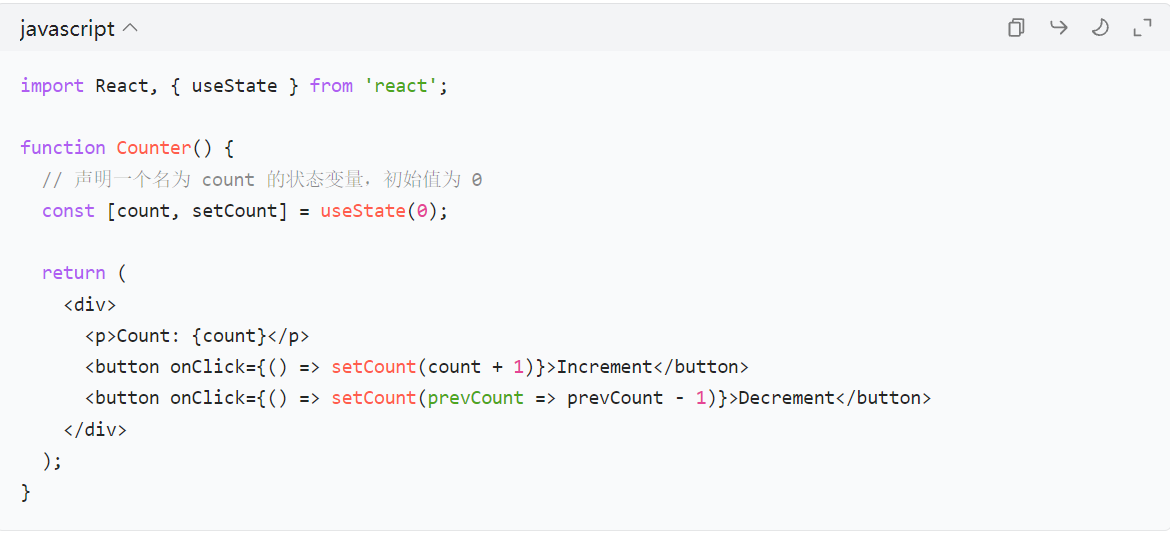 javascript
import React, { useState } from 'react';
function Counter() {
// 声明一个名为 count 的状态变量，初始值为 0
const [count, setCount] = useState(0);
return (
<div>
<p>Count: {count}</p>
<button onClick={() => setCount(count + 1)}>Increment</button>
<button onClick={() => setCount(prevCount => prevCount - 1)}>Decrement</button>
</div>
);
}